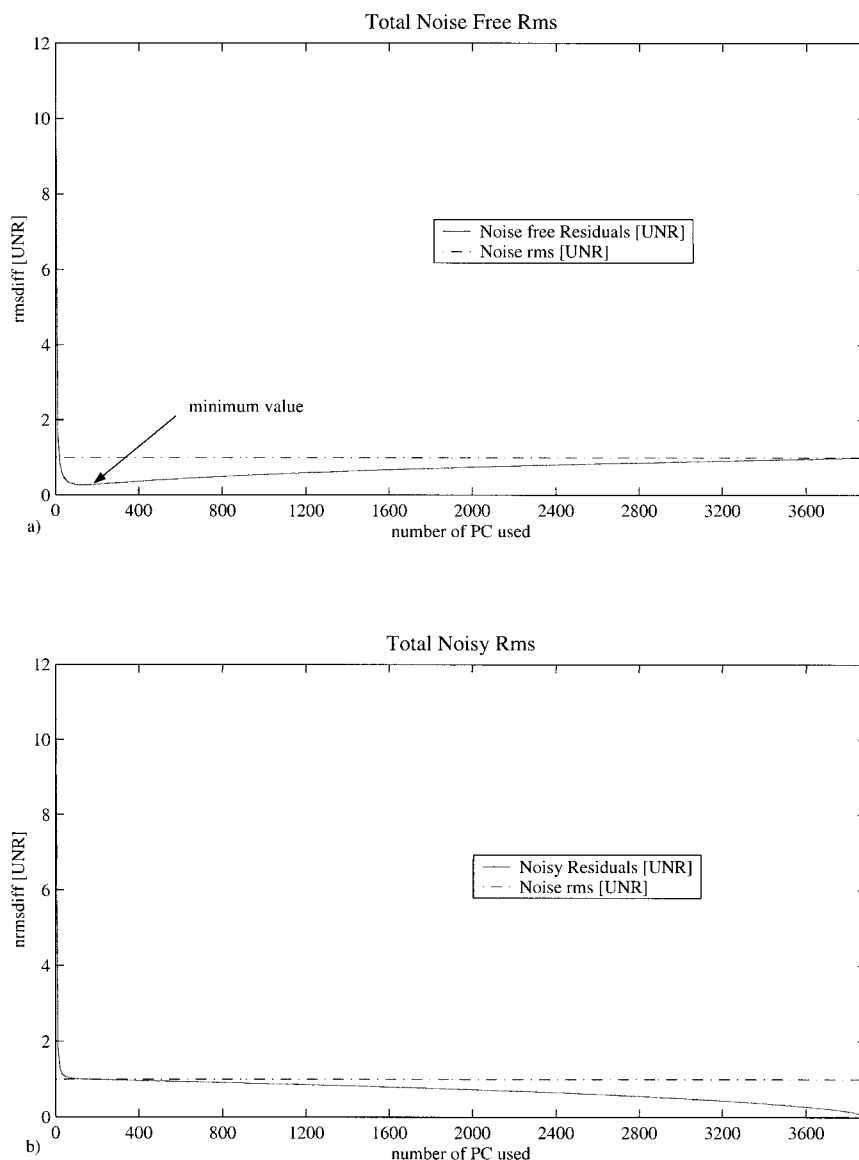 Total Noise Free Rms
12
10
8
6
4
2
0
rmsdiff [UNR]
Noise free Residuals [UNR]
Noise rms [UNR]
minimum value
0 400 800 1200 1600 2000 2400 2800 3200 3600
a)
number of PC used
Total Noisy Rms
12
10
8
6
4
2
0
nrmsdiff [UNR]
Noisy Residuals [UNR]
Noise rms [UNR]
0 400 800 1200 1600 2000 2400 2800 3200 3600
b)
number of PC used